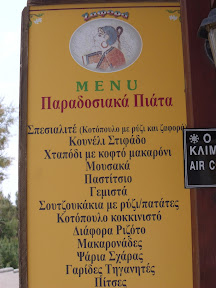 MENU
Παραδοσιακά Πιάτα
Σπεσιαλιτέ (Κοτόπουλο με ρύζι και ζαφορά)
Κουνέλι Στιφάδο
Χταπόδι με κοφτό μακαρόνι
Μουσακά
Παστίτσιο
Γεμιστά
Σουτζουκάκια με ρύζι/πατάτες
Κοτόπουλο κοκκινιστό
Διάφορα Ριζότο
Μακαρονάδες
Ψάρια Σχάρας
Γαρίδες Τηγανητές
Πίτσες
Ο
ΚΛΙΜ
AIR C